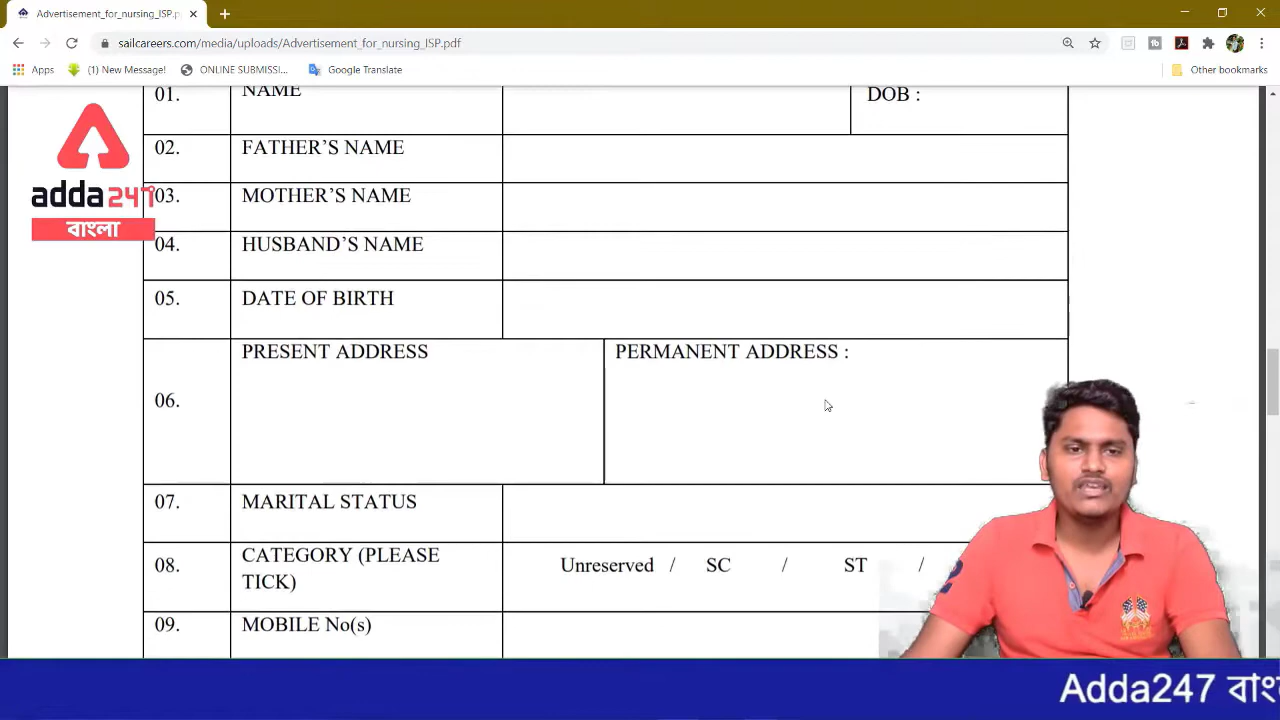 Advertisement_for_nursing_ISP.p
sailcareers.com/media/uploads/Advertisement_for_nursing_ISP.pdf
Apps (1) New Message! ONLINE SUBMISSI... Google Translate Other bookmarks
01. NAME DOB :
02. FATHER'S NAME
adda247
বাংলা
03. MOTHER'S NAME
04. HUSBAND'S NAME
05. DATE OF BIRTH
06. PRESENT ADDRESS PERMANENT ADDRESS :
07. MARITAL STATUS
08. CATEGORY (PLEASE
TICK)
Unreserved / SC / ST /
09. MOBILE No(s)
2
Adda247 বাং